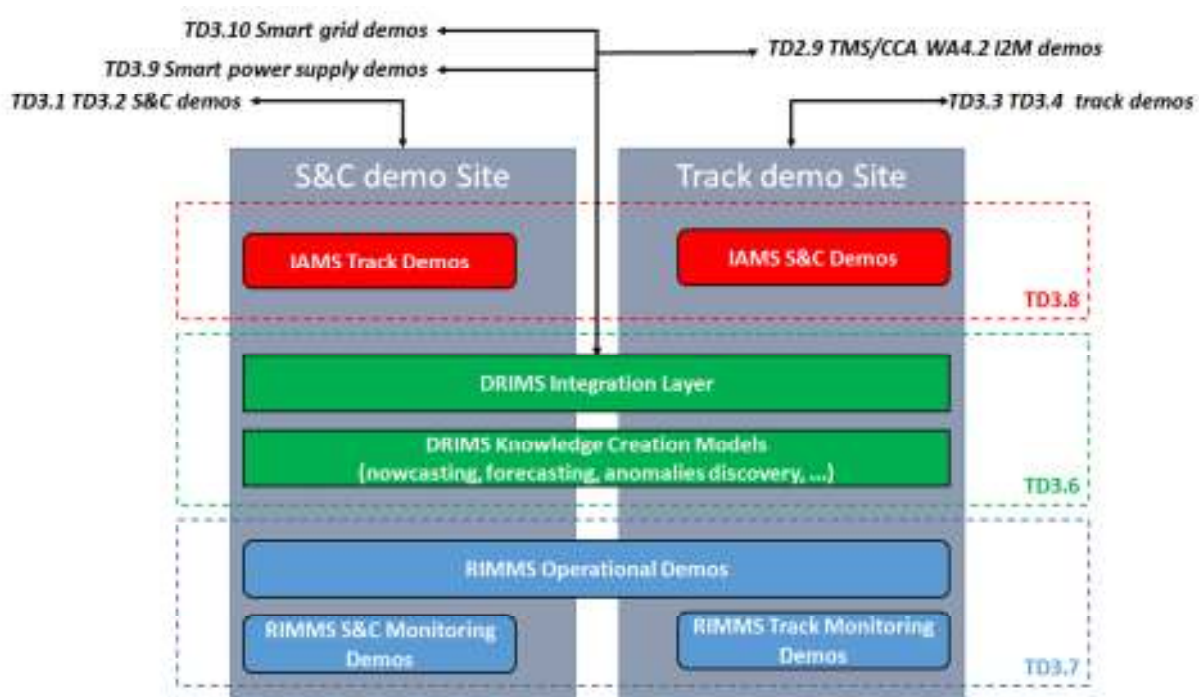 TD3.10 Smart grid demos
TD2.9 TMS/CCA WA4.2 I2M demos
TD3.9 Smart power supply demos
TD3.1 TD3.2 S&C demos
TD3.3 TD3.4 track demos
S&C demo Site
Track demo Site
IAMS Track Demos
IAMS S&C Demos
TD3.8
DRIMS Integration Layer
DRIMS Knowledge Creation Models
(nowcasting, forecasting, anomalies discovery, ...)
TD3.6
RIMMS Operational Demos
RIMMS S&C Monitoring
Demos
RIMMS Track Monitoring
Demos
TD3.7